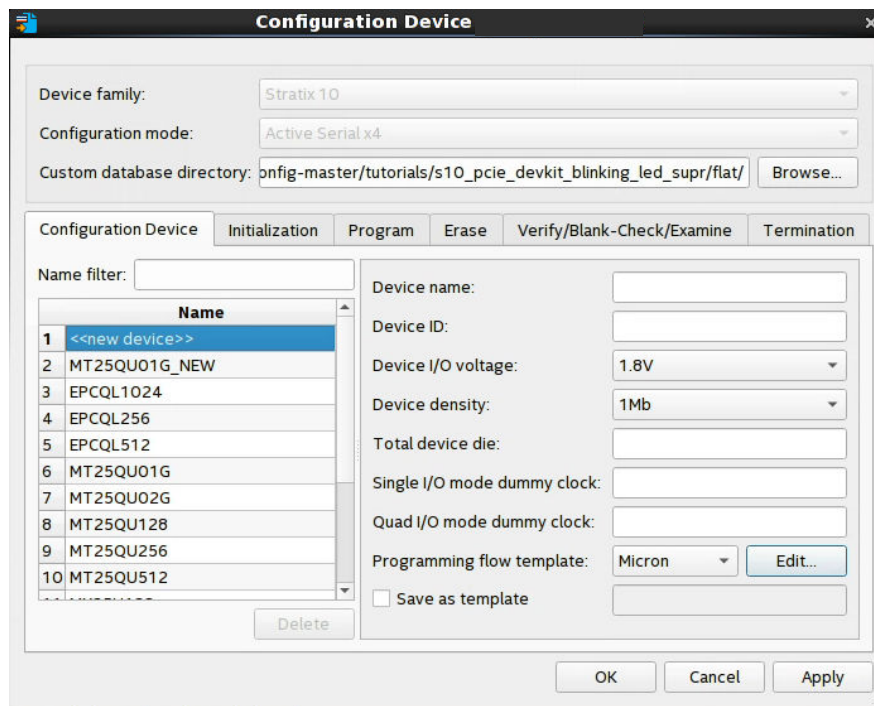 Configuration Device
Device family: Stratix 10
Configuration mode: Active Serial x4
Custom database directory: onfig-master/tutorials/s10_pcie_devkit_blinking_led_supr/flat/ Browse...
Configuration Device Initialization Program Erase Verify/Blank-Check/Examine Termination
Name filter:
Name
1 <<new device>>
2 MT25QU01G_NEW
3 EPCQL1024
4 EPCQL256
5 EPCQL512
6 MT25QU01G
7 MT25QU02G
8 MT25QU128
9 MT25QU256
10 MT25QU512
Delete
Device name:
Device ID:
Device I/O voltage: 1.8V
Device density: 1Mb
Total device die:
Single I/O mode dummy clock:
Quad I/O mode dummy clock:
Programming flow template: Micron Edit...
Save as template
OK Cancel Apply